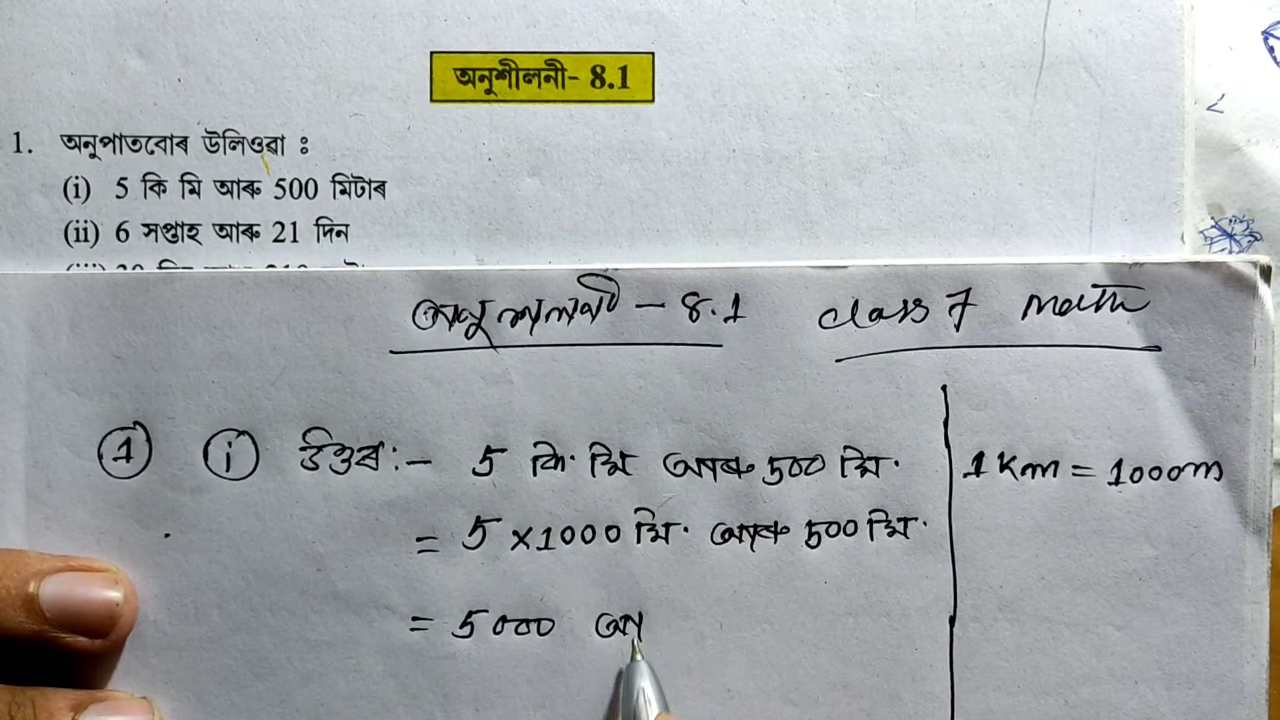 অনুশীলনী- 8.1
1. অনুপাতবোৰ উলিওৱা ঃ
(i) 5 কি মি আৰু 500 মিটাৰ
(ii) 6 সপ্তাহ আৰু 21 দিন
অনুশীলনী – 8.1 class 7 Math
1 i উত্তৰ :– 5 কি. মি আৰু 500 মি. 1 Km = 1000m
= 5 ×1000 মি. আৰু 500 মি.
= 5000 আ